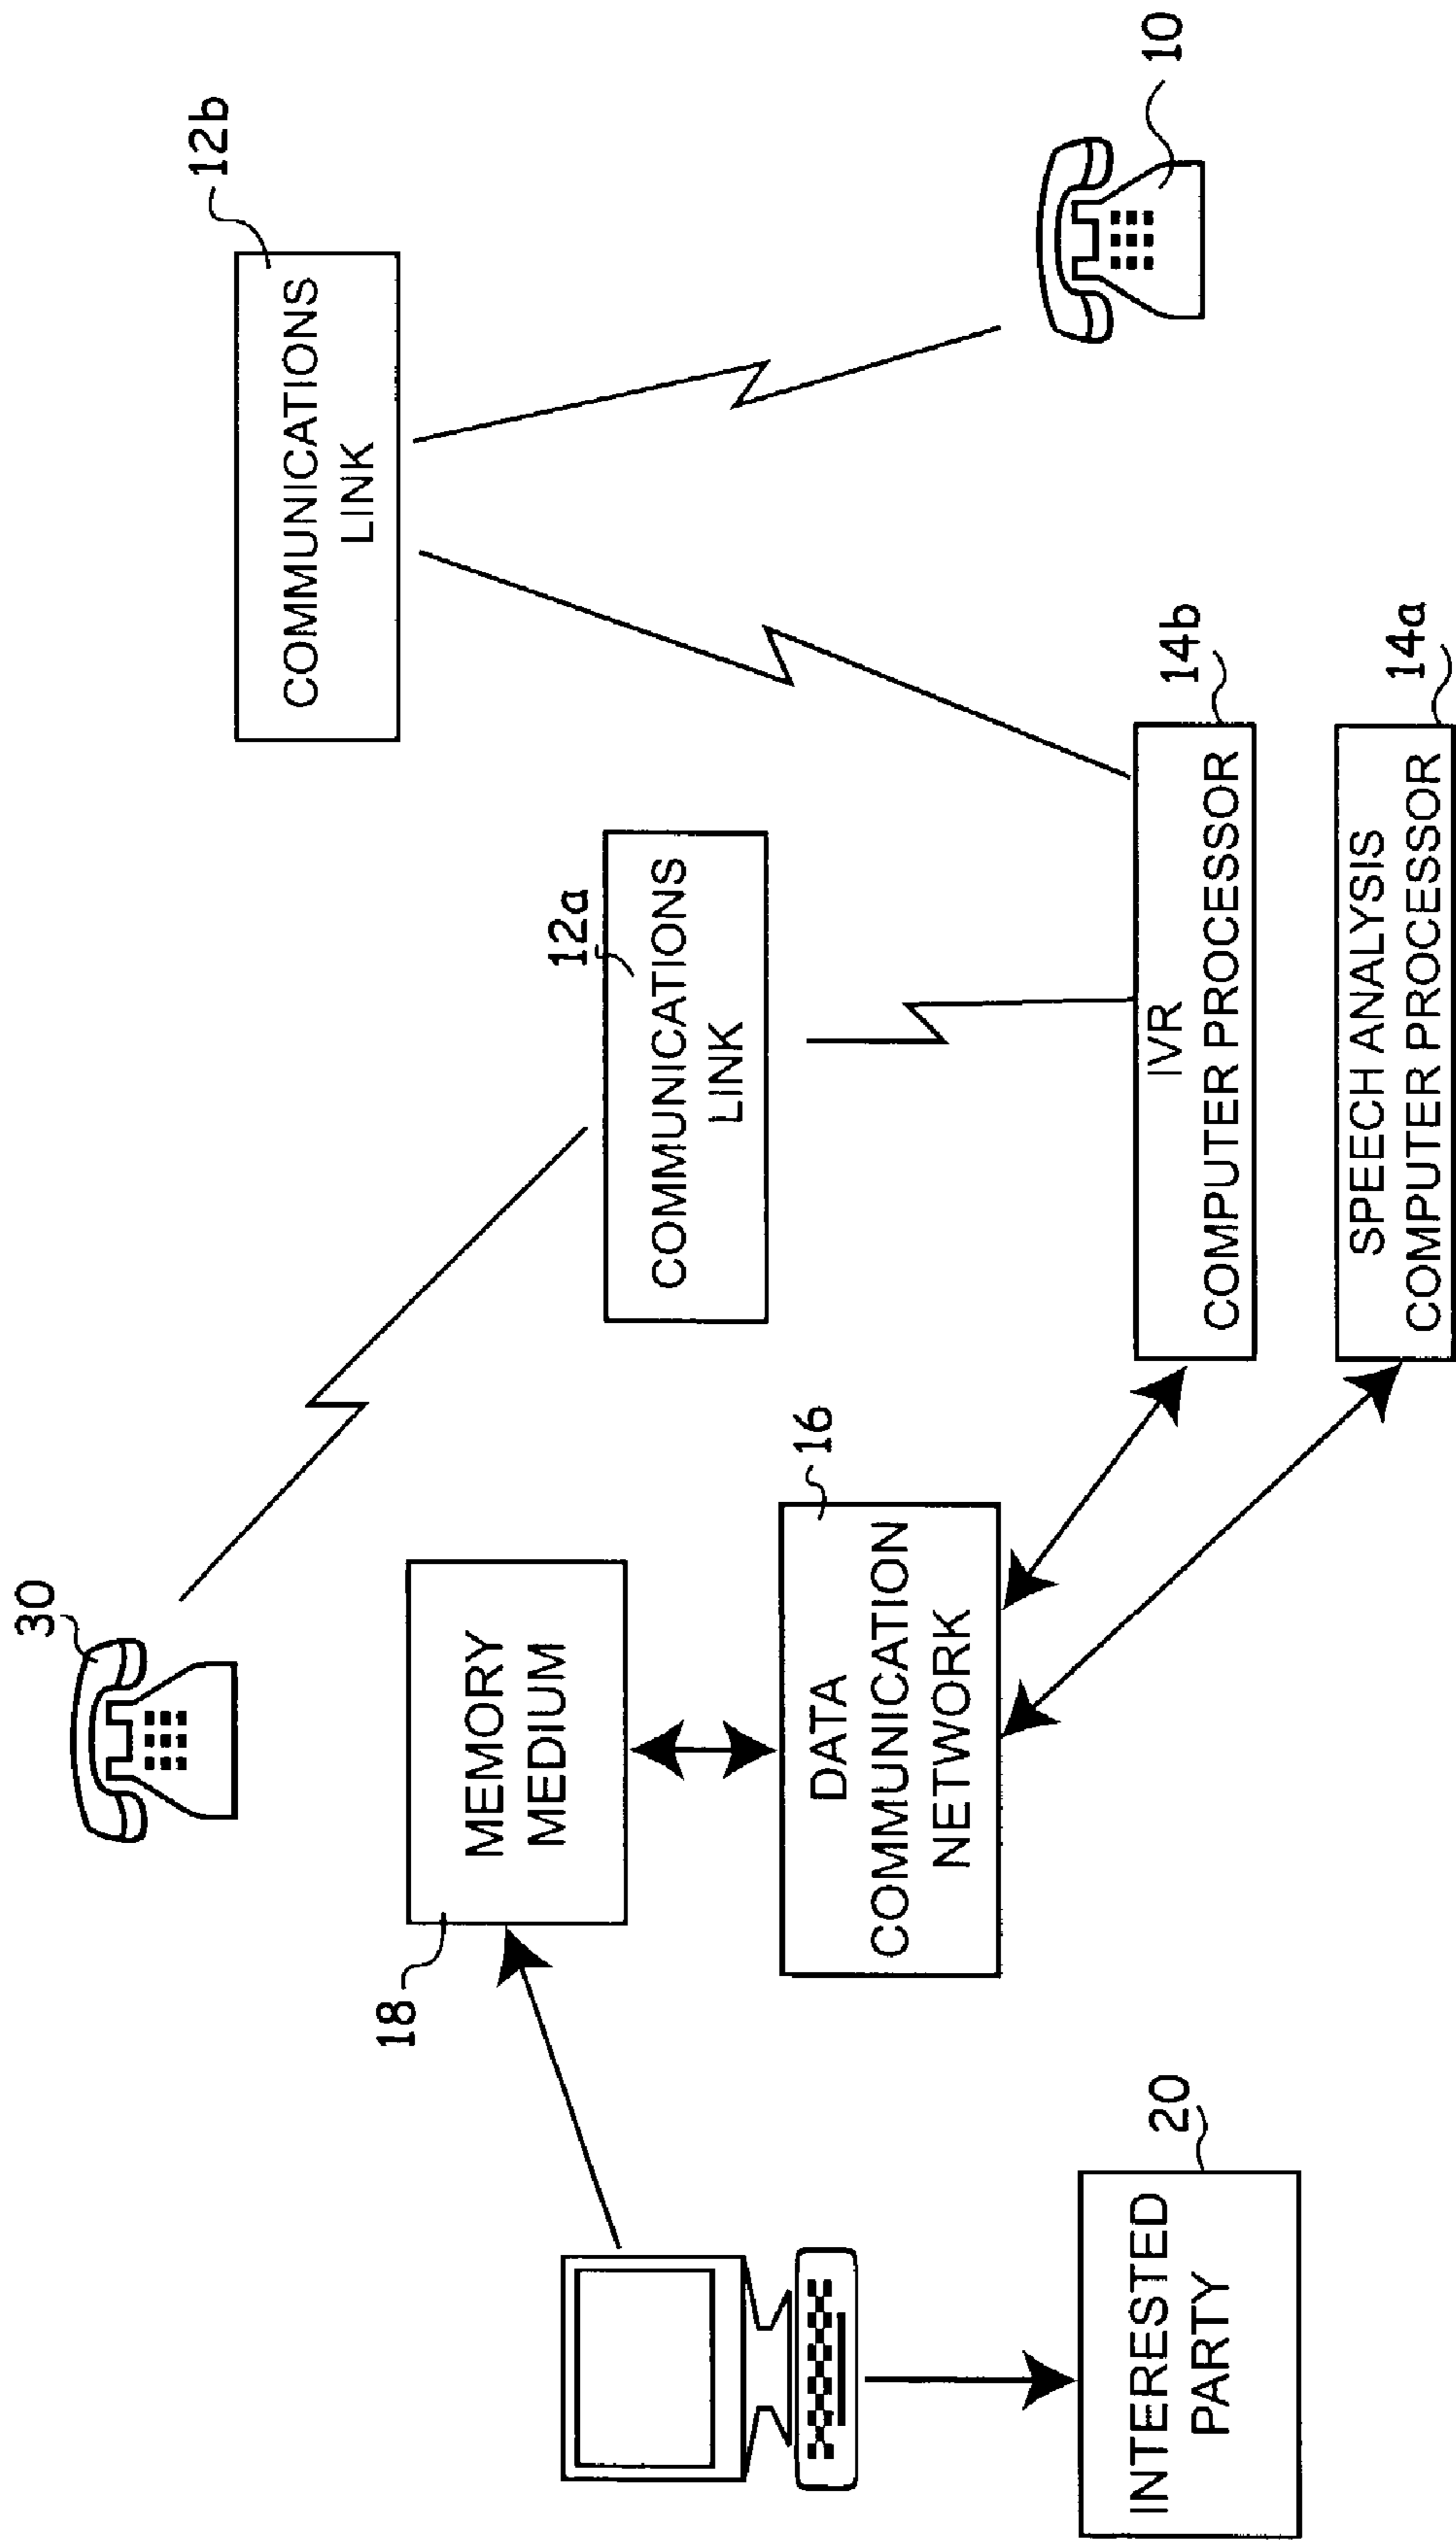 30
12b
COMMUNICATIONS
LINK
10
18
MEMORY
MEDIUM
12a
COMMUNICATIONS
LINK
DATA
COMMUNICATION
NETWORK
16
IVR
COMPUTER PROCESSOR
14b
INTERESTED
PARTY
20
SPEECH ANALYSIS
COMPUTER PROCESSOR
14a